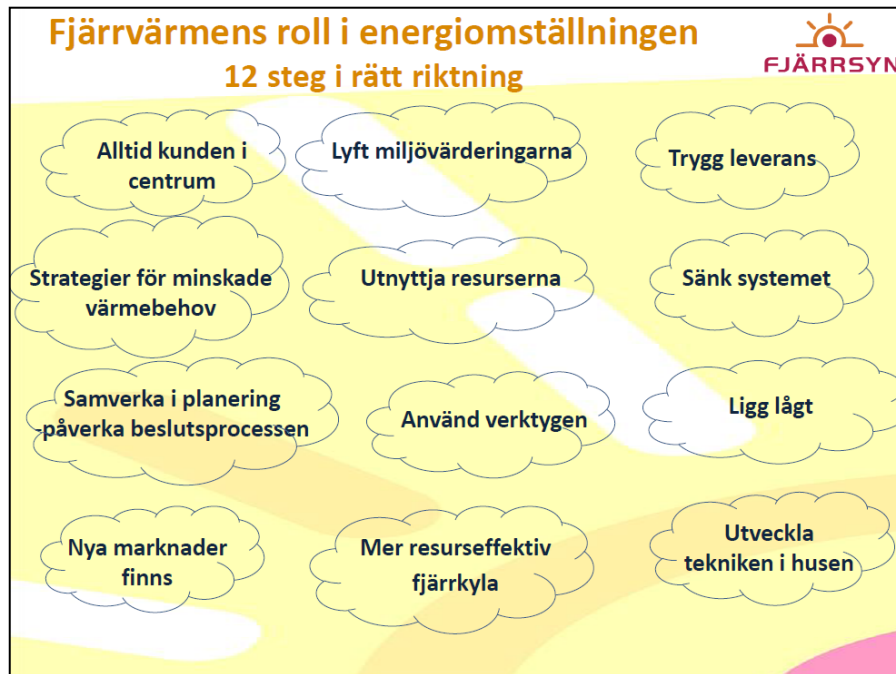 Fjärrvärmens roll i energiomställningen
12 steg i rätt riktning
FJÄRRSYN
Alltid kunden i
centrum
Lyft miljövärderingarna
Trygg leverans
Strategier för minskade
värmebehov
Utnyttja resurserna
Sänk systemet
Samverka i planering
-påverka beslutsprocessen
Använd verktygen
Ligg lågt
Nya marknader
finns
Mer resurseffektiv
fjärrkyla
Utveckla
tekniken i husen